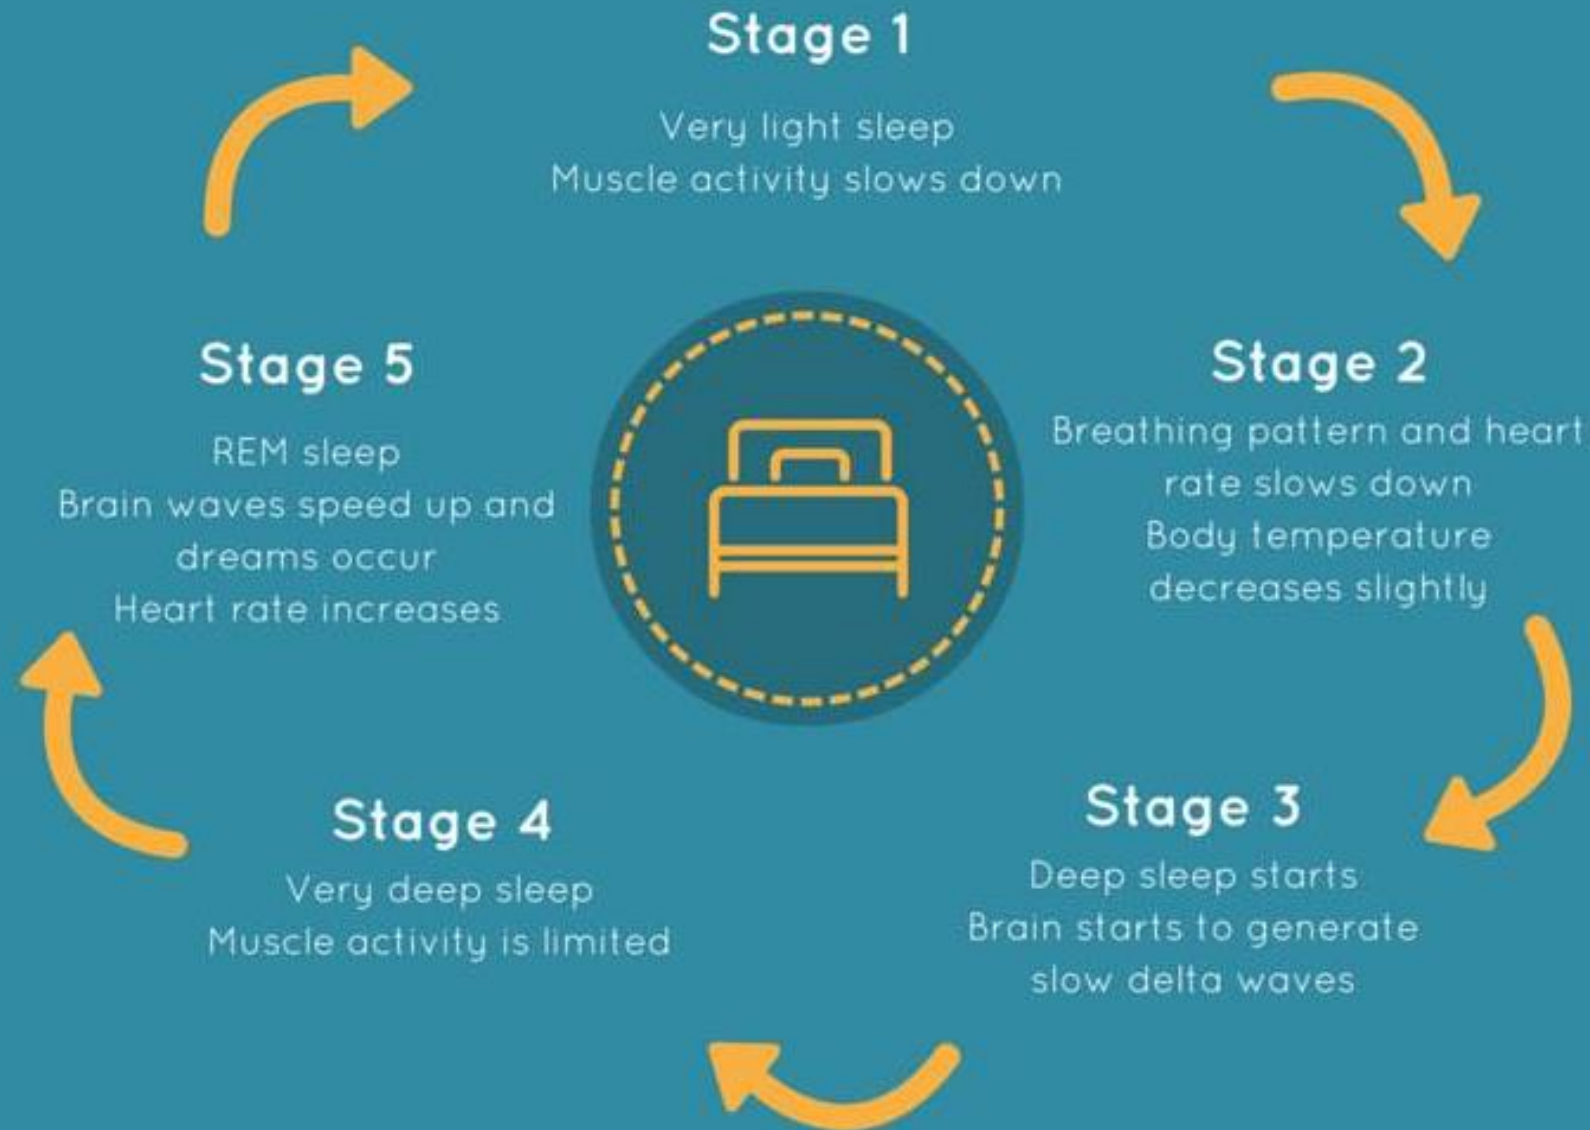 Stage 1
Very light sleep
Muscle activity slows down
Stage 2
Breathing pattern and heart
rate slows down
Body temperature
decreases slightly
Stage 3
Deep sleep starts
Brain starts to generate
slow delta waves
Stage 4
Very deep sleep
Muscle activity is limited
Stage 5
REM sleep
Brain waves speed up and
dreams occur
Heart rate increases